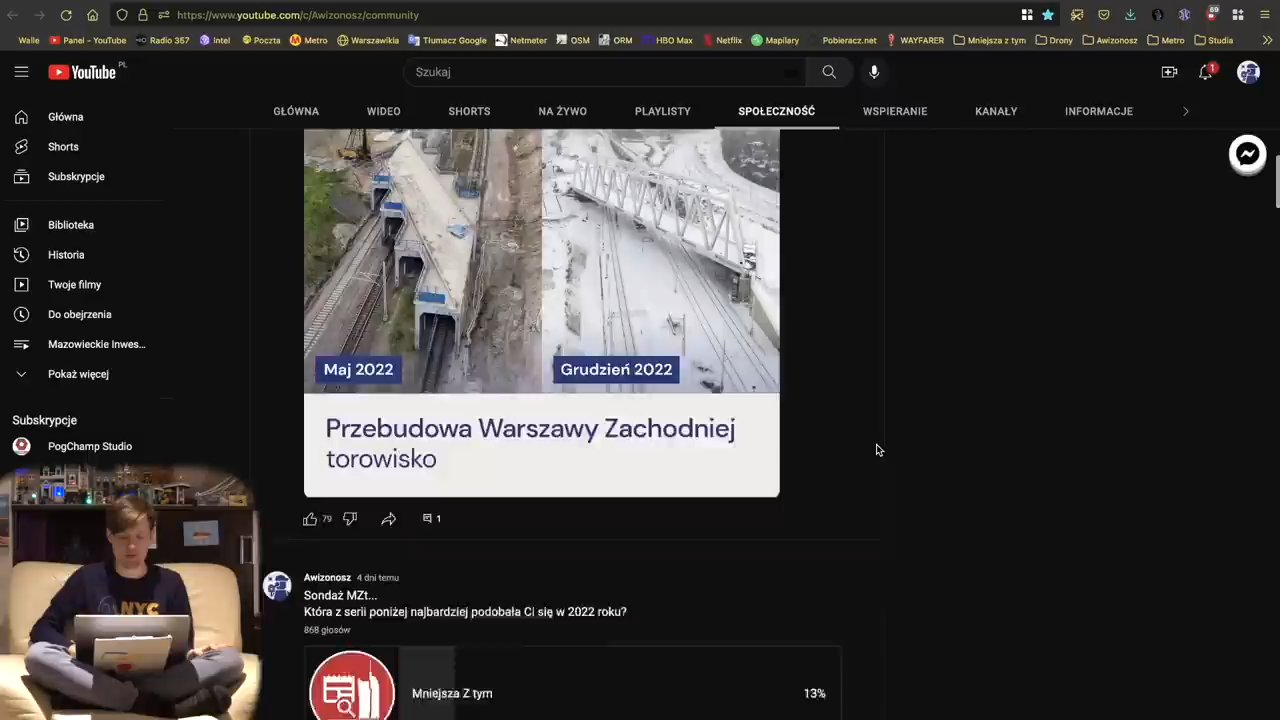 https://www.youtube.com/c/Awizonosz/community
69
Walle
Panel – YouTube
Radio 357
Intel
Poczta
Metro
Warszawikia
Tłumacz Google
Netmeter
OSM
ORM
HBO Max
Netflix
Mapilary
Pobieracz.net
WAYFARER
Mniejsza z tym
Drony
Awizonosz
Metro
Studia
YouTube PL
Szukaj
1
GŁÓWNA
WIDEO
SHORTS
NA ŻYWO
PLAYLISTY
SPOŁECZNOŚĆ
WSPIERANIE
KANAŁY
INFORMACJE
Główna
Shorts
Subskrypcje
Biblioteka
Historia
Twoje filmy
Do obejrzenia
Mazowieckie Inwes...
Pokaż więcej
Subskrypcje
PogChamp Studio
Maj 2022
Grudzień 2022
Przebudowa Warszawy Zachodniej
torowisko
79
1
Awizonosz 4 dni temu
Sondaż MZt...
Która z serii poniżej najbardziej podobała Ci się w 2022 roku?
868 głosów
Mniejsza Z tym
13%
NYC